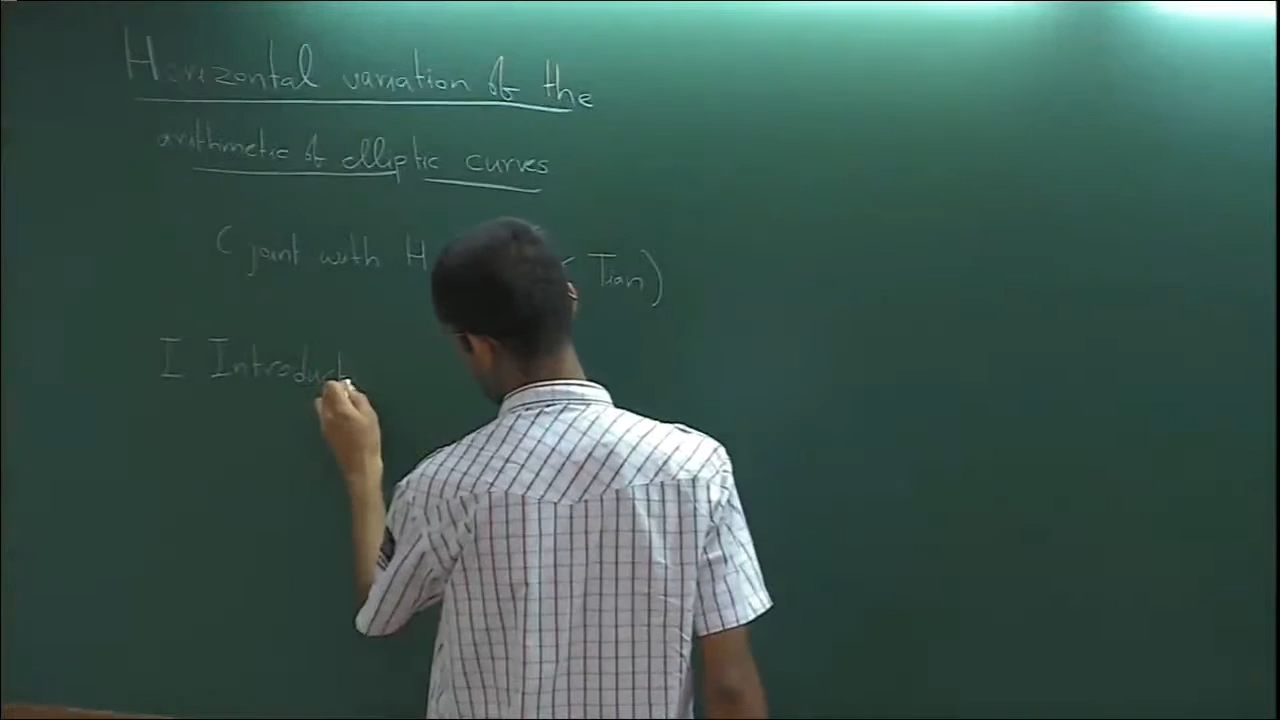 Horizontal variation of the
arithmetic of elliptic curves
(joint with H Tian)
I Introduct